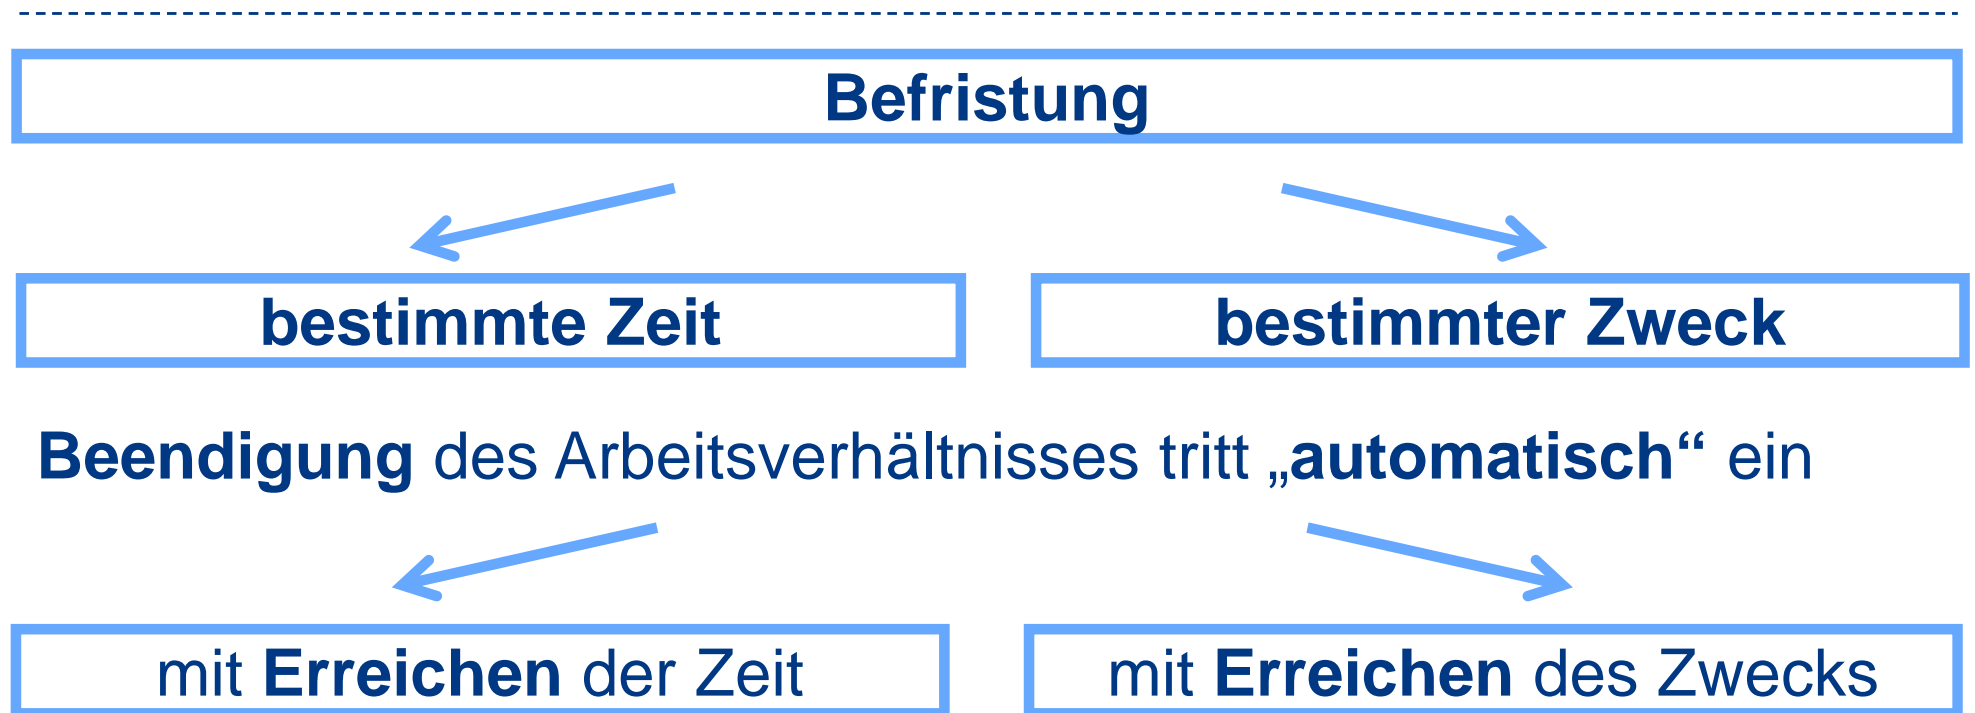 Befristung
bestimmte Zeit
bestimmter Zweck
Beendigung des Arbeitsverhältnisses tritt „automatisch“ ein
mit Erreichen der Zeit
mit Erreichen des Zwecks